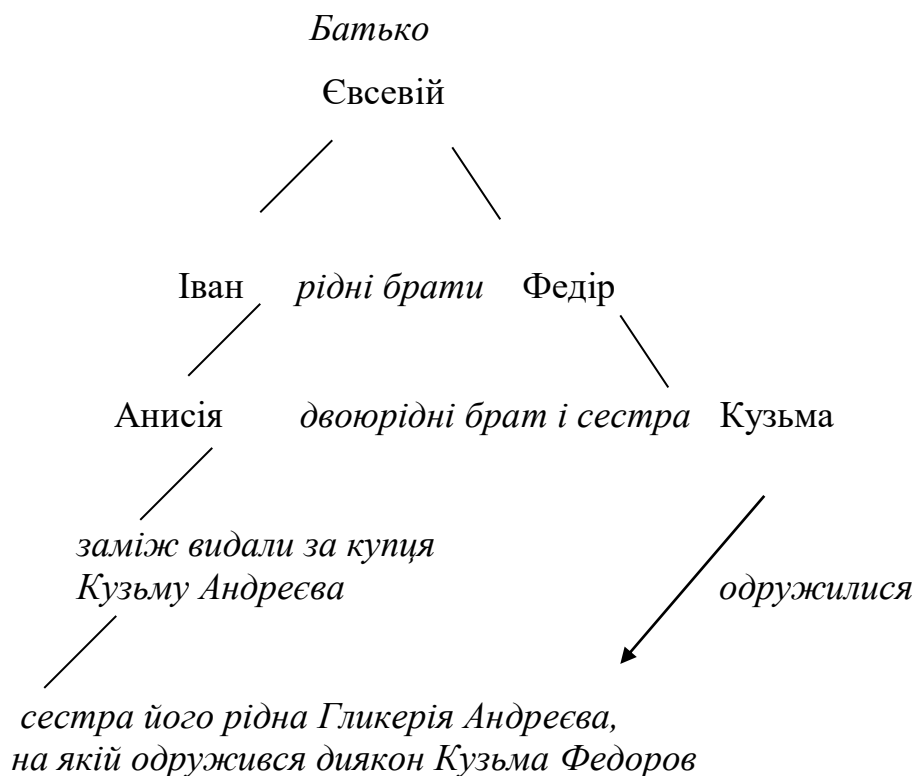 Батько
Євсевій
Іван рідні брати Федір
Анисія двоюрідні брат і сестра Кузьма
заміж видали за купця
Кузьму Андреєва одружилися
сестра його рідна Гликерія Андреєва,
на якій одружився диякон Кузьма Федоров